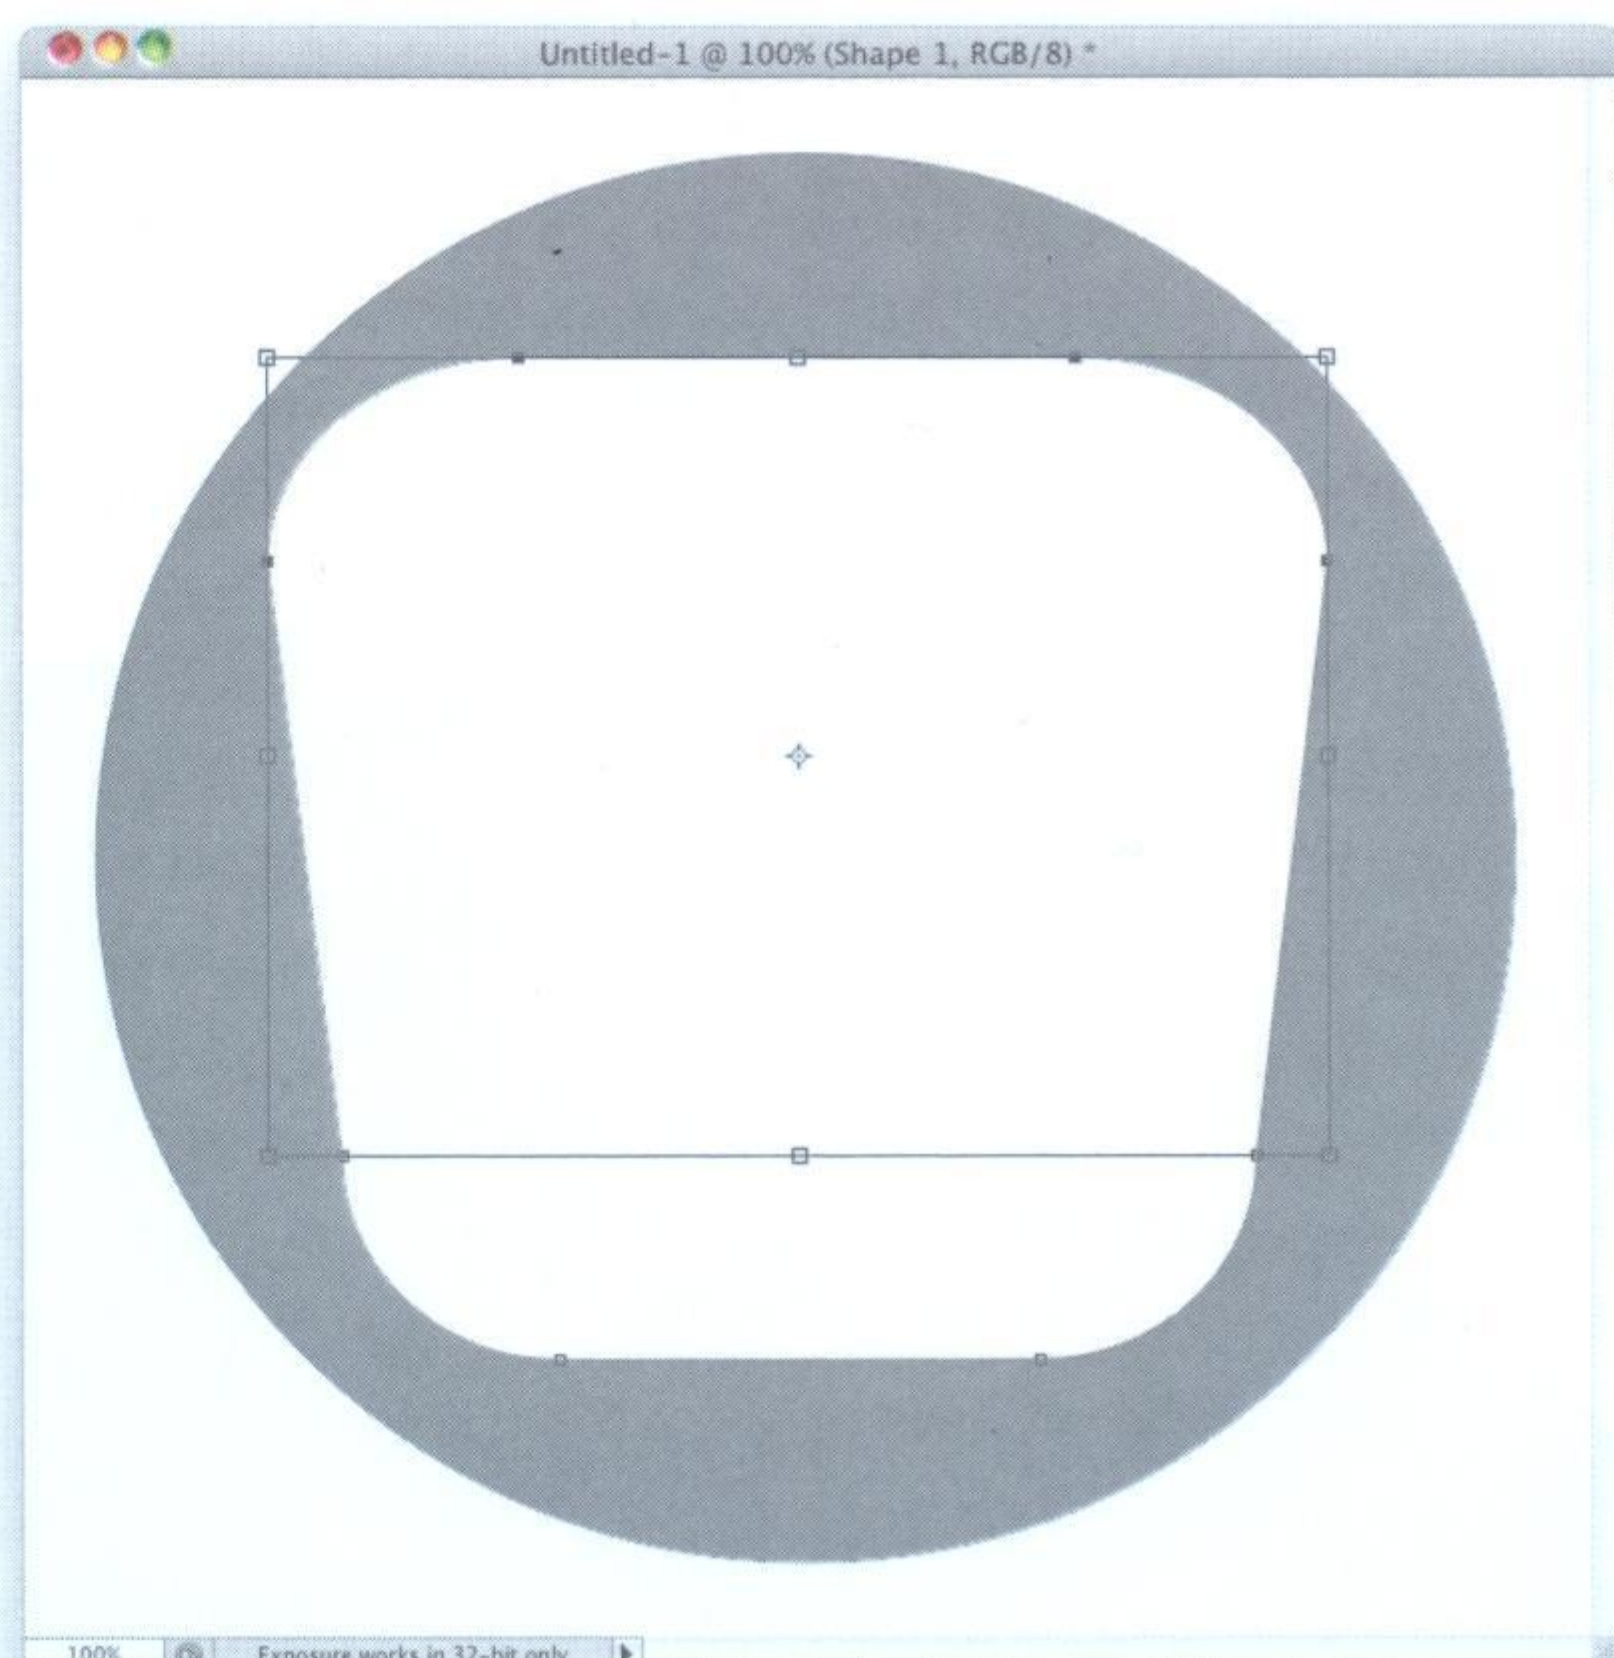 Untitled-1 @ 100% (Shape 1, RGB/8) *
100%
Exposure works in 32-bit only